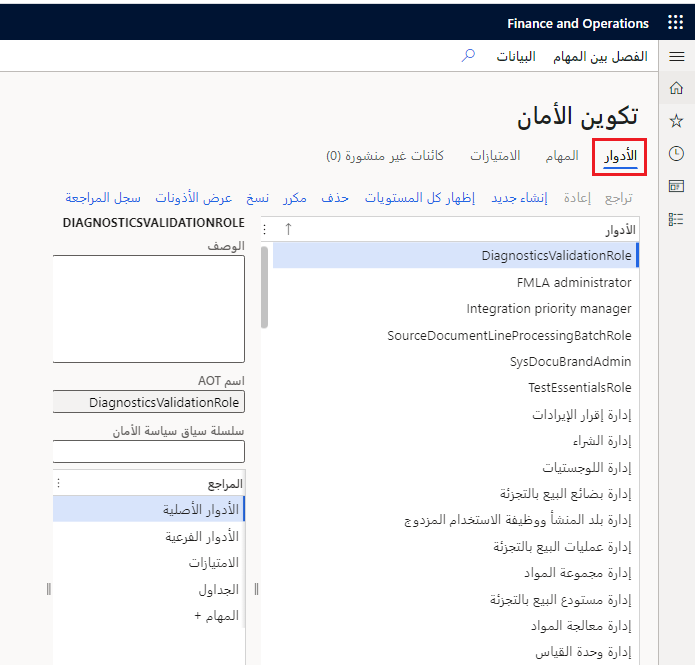 Finance and Operations
الفصل بين المهام البيانات
تكوين الأمان
الأدوار المهام الامتيازات كائنات غير منشورة (0)
تراجع إعادة إنشاء جديد إظهار كل المستويات حذف مكرر نسخ عرض الأذونات سجل المراجعة
الأدوار
DiagnosticsValidationRole
FMLA administrator
Integration priority manager
SourceDocumentLineProcessingBatchRole
SysDocuBrandAdmin
TestEssentialsRole
إدارة إقرار الإيرادات
إدارة الشراء
إدارة اللوجستيات
إدارة بضائع البيع بالتجزئة
إدارة بلد المنشأ ووظيفة الاستخدام المزدوج
إدارة عمليات البيع بالتجزئة
إدارة مجموعة المواد
إدارة مستودع البيع بالتجزئة
إدارة معالجة المواد
إدارة وحدة القياس
DIAGNOSTICSVALIDATIONROLE
الوصف
اسم AOT
DiagnosticsValidationRole
سلسلة سياق سياسة الأمان
المراجع
الأدوار الأصلية
الأدوار الفرعية
الامتيازات
الجداول
المهام +